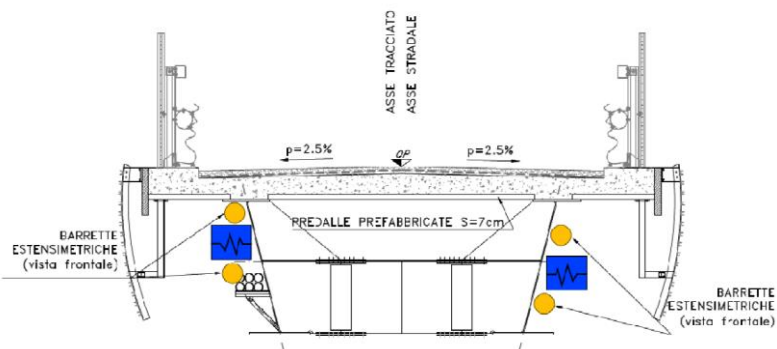 ASSE TRACCIATO
ASSE STRADALE
p=2.5%
QP
p=2.5%
PREDALLE PREFABBRICATE S=7cm
BARRETTE
ESTENSIMETRICHE
(vista frontale)
BARRETTE
ESTENSIMETRICHE
(vista frontale)